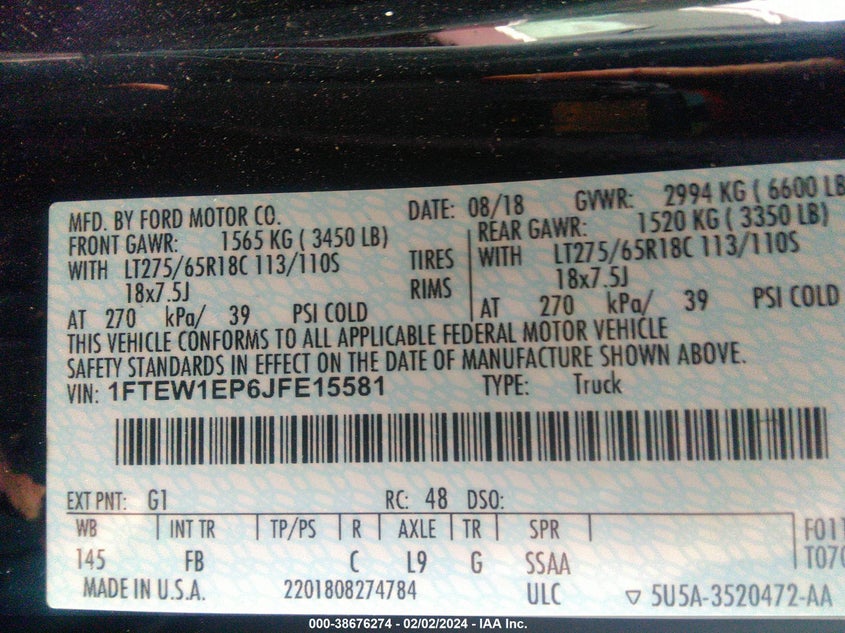 MFD. BY FORD MOTOR CO. DATE: 08/18 GVWR: 2994 KG ( 6600 LB
FRONT GAWR: 1565 KG ( 3450 LB) REAR GAWR: 1520 KG ( 3350 LB)
WITH LT275/65R18C 113/110S TIRES WITH LT275/65R18C 113/110S
18x7.5J RIMS 18x7.5J
AT 270 kPa/ 39 PSI COLD AT 270 kPa/ 39 PSI COLD
THIS VEHICLE CONFORMS TO ALL APPLICABLE FEDERAL MOTOR VEHICLE
SAFETY STANDARDS IN EFFECT ON THE DATE OF MANUFACTURE SHOWN ABOVE.
VIN: 1FTEW1EP6JFE15581 TYPE: Truck
EXT PNT: G1 RC: 48 DSO:
WB INT TR TP/PS R AXLE TR SPR F011
145 FB C L9 G SSAA T070
MADE IN U.S.A. 2201808274784 ULC ▽ 5U5A-3520472-AA
000-38676274 - 02/02/2024 - IAA Inc.